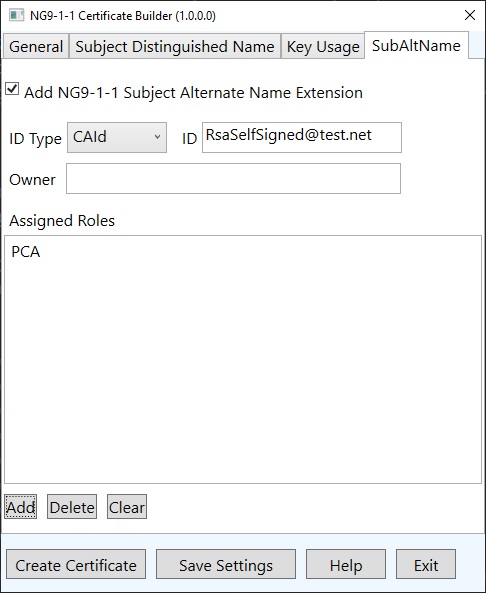 NG9-1-1 Certificate Builder (1.0.0.0)
General Subject Distinguished Name Key Usage SubAltName
Add NG9-1-1 Subject Alternate Name Extension
ID Type CAId ID RsaSelfSigned@test.net
Owner
Assigned Roles
PCA
Add Delete Clear
Create Certificate Save Settings Help Exit